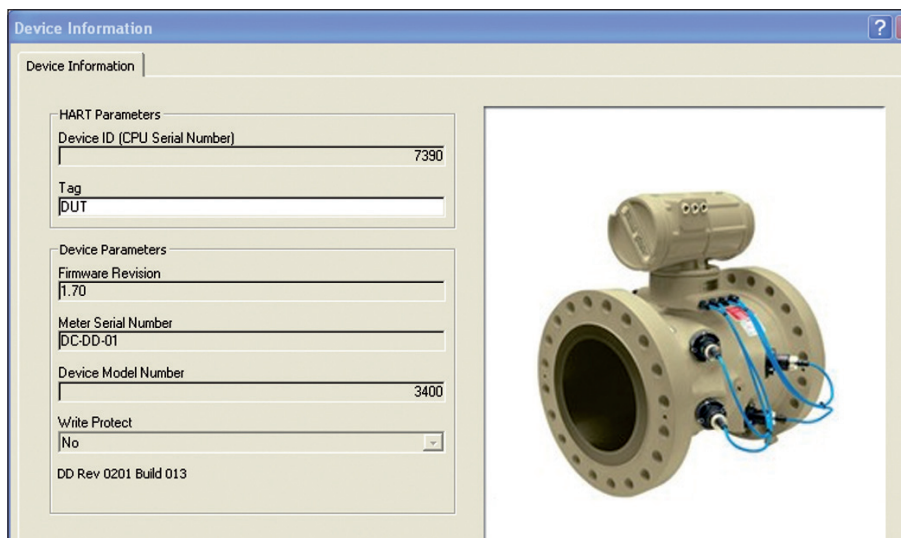 Device Information
?
Device Information
HART Parameters
Device ID (CPU Serial Number)
7390
Tag
DUT
Device Parameters
Firmware Revision
1.70
Meter Serial Number
DC-DD-01
Device Model Number
3400
Write Protect
No
DD Rev 0201 Build 013